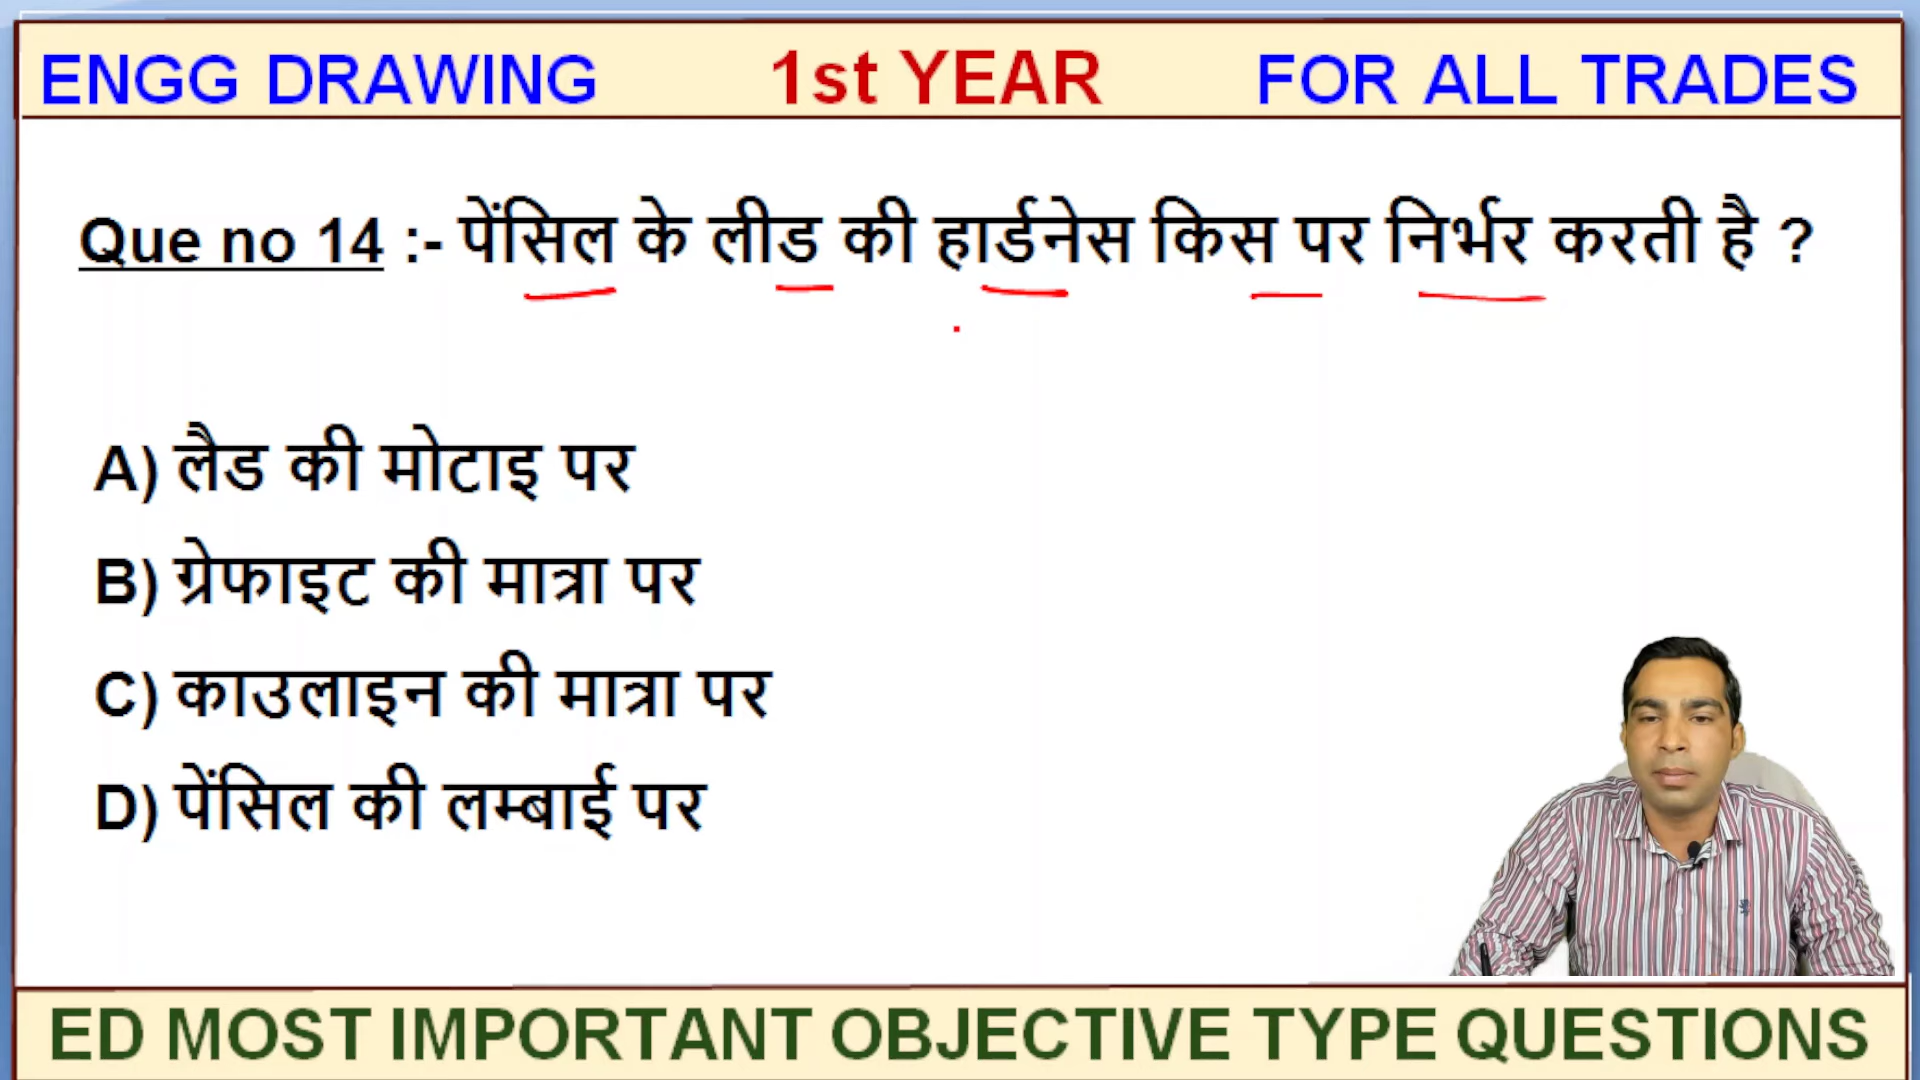 ENGG DRAWING 1st YEAR FOR ALL TRADES
Que no 14 :- पेंसिल के लीड की हार्डनेस किस पर निर्भर करती है ?
A) लैड की मोटाइ पर
B) ग्रेफाइट की मात्रा पर
C) काउलाइन की मात्रा पर
D) पेंसिल की लम्बाई पर
ED MOST IMPORTANT OBJECTIVE TYPE QUESTIONS